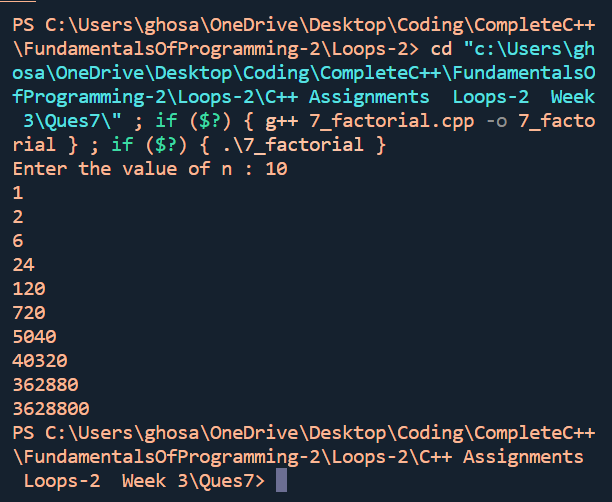 PS C:\Users\ghosa\OneDrive\Desktop\Coding\CompleteC++
\FundamentalsOfProgramming-2\Loops-2> cd "c:\Users\gh
osa\OneDrive\Desktop\Coding\CompleteC++\FundamentalsO
fProgramming-2\Loops-2\C++ Assignments  Loops-2  Week
 3\Ques7\" ; if ($?) { g++ 7_factorial.cpp -o 7_facto
rial } ; if ($?) { .\7_factorial }
Enter the value of n : 10
1
2
6
24
120
720
5040
40320
362880
3628800
PS C:\Users\ghosa\OneDrive\Desktop\Coding\CompleteC++
\FundamentalsOfProgramming-2\Loops-2\C++ Assignments
 Loops-2  Week 3\Ques7>